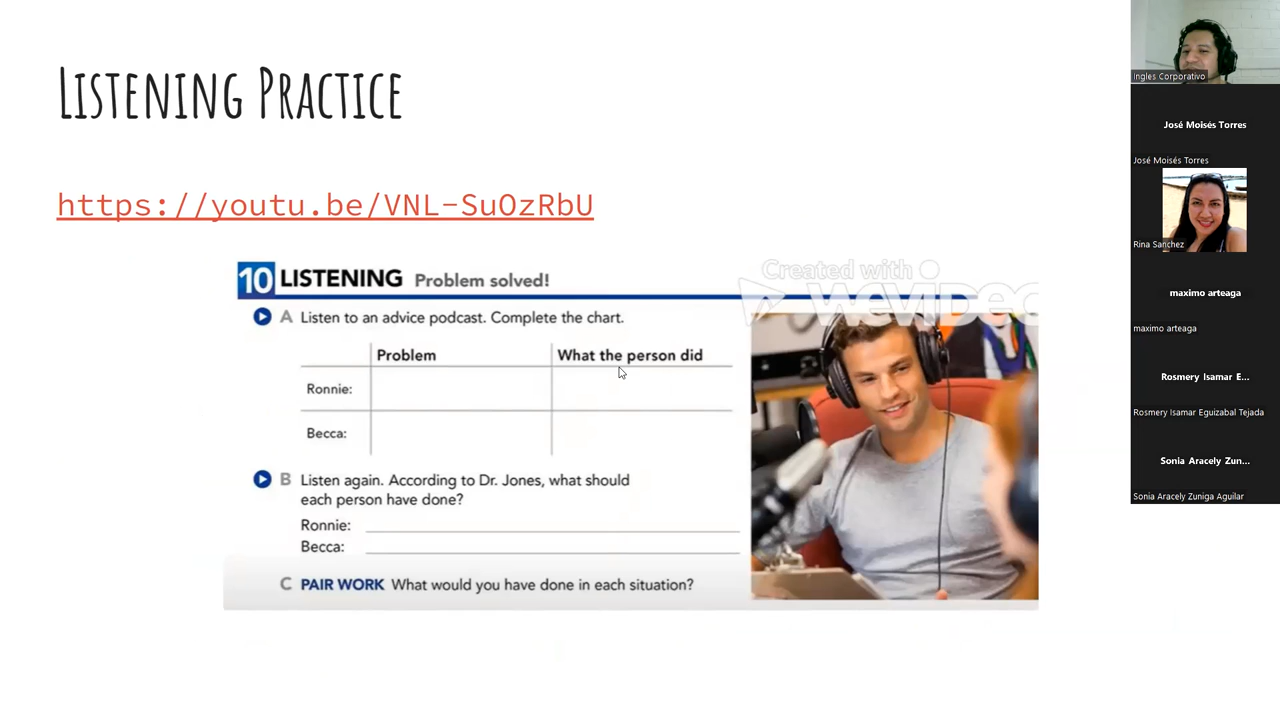 Listening Practice
https://youtu.be/VNL-SuOzRbU
10 LISTENING Problem solved!
Created with
WEVIDEO
A Listen to an advice podcast. Complete the chart.
Problem What the person did
Ronnie:
Becca:
B Listen again. According to Dr. Jones, what should
each person have done?
Ronnie:
Becca:
C PAIR WORK What would you have done in each situation?
Ingles Corporativo
José Moisés Torres
José Moisés Torres
Rina Sanchez
maximo arteaga
maximo arteaga
Rosmery Isamar E...
Rosmery Isamar Eguizabal Tejada
Sonia Aracely Zun...
Sonia Aracely Zuniga Aguilar